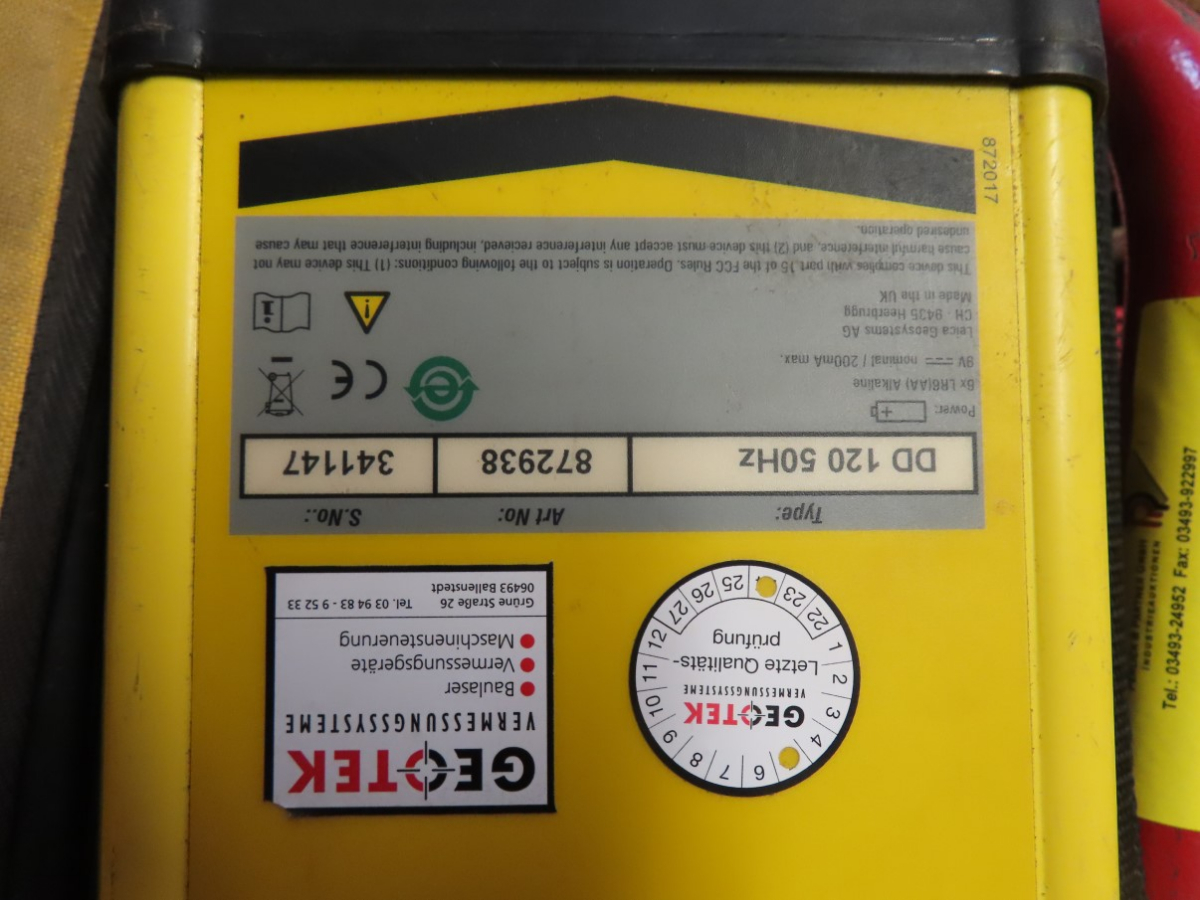 GEOTEK
VERMESSUNGSSYSTEME
Baulaser
Vermessungsgeräte
Maschinensteuerung
Grüne Straße 26 Tel. 03 94 83 - 9 52 33
06493 Ballenstedt
GEOTEK
VERMESSUNGSSYSTEME
Letzte Qualitäts-
prüfung
1 2 3 4 6 7 8 9 10 11 12
22 23 25 26 27
Type: Art No: S.No.:
DD 120 50Hz 872938 341147
Power: +
6x LR6(AA) Alkaline
9V nominal / 200mA max.
Leica Geosystems AG
CH - 9435 Heerbrugg
Made in the UK
e CE
i
!
This device complies with part 15 of the FCC Rules. Operation is subject to the following conditions: (1) This device may not
cause harmful interference, and (2) this device must accept any interference recieved, including interference that may cause
undesired operation.
872017
INDUSTRIEAUKTIONEN
Tel.: 03493-24952 Fax: 03493-922997